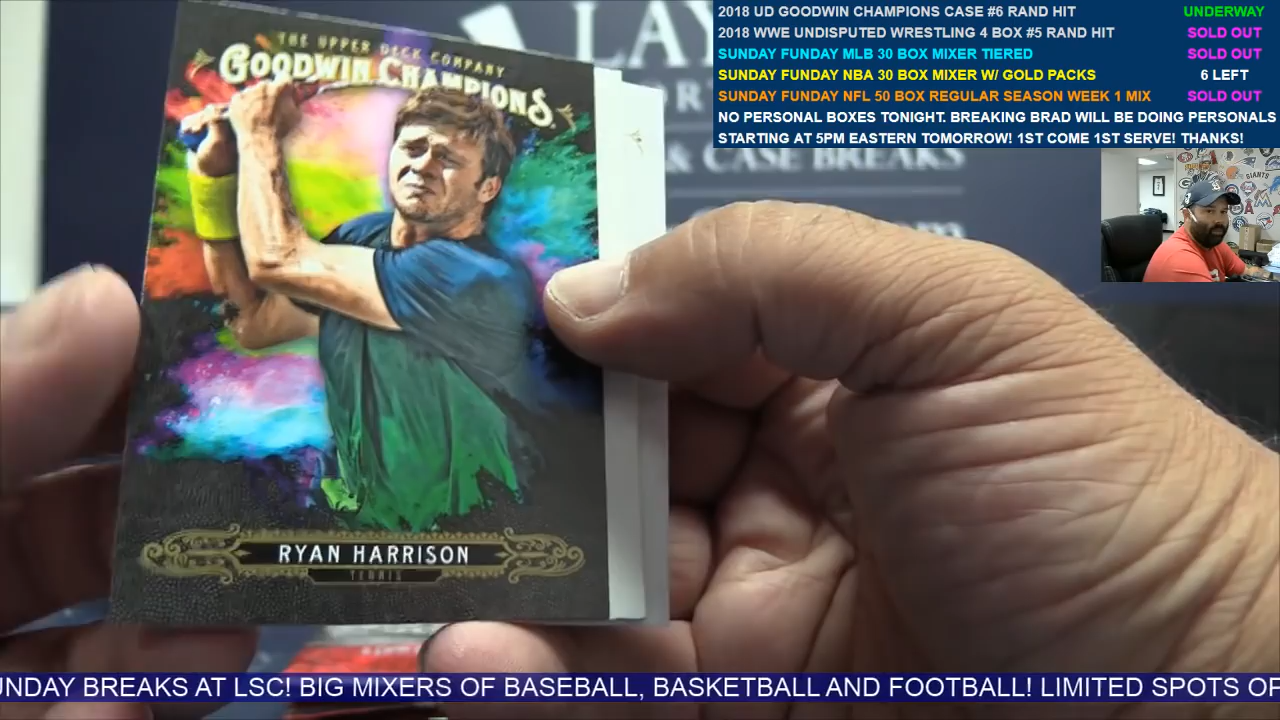 2018 UD GOODWIN CHAMPIONS CASE #6 RAND HIT UNDERWAY
2018 WWE UNDISPUTED WRESTLING 4 BOX #5 RAND HIT SOLD OUT
SUNDAY FUNDAY MLB 30 BOX MIXER TIERED SOLD OUT
SUNDAY FUNDAY NBA 30 BOX MIXER W/ GOLD PACKS 6 LEFT
SUNDAY FUNDAY NFL 50 BOX REGULAR SEASON WEEK 1 MIX SOLD OUT
NO PERSONAL BOXES TONIGHT. BREAKING BRAD WILL BE DOING PERSONALS
STARTING AT 5PM EASTERN TOMORROW! 1ST COME 1ST SERVE! THANKS!
LAY
& CASE BREAKS
THE UPPER DECK COMPANY
GOODWIN CHAMPIONS
RYAN HARRISON
TENNIS
GIANTS
UNDAY BREAKS AT LSC! BIG MIXERS OF BASEBALL, BASKETBALL AND FOOTBALL! LIMITED SPOTS OF